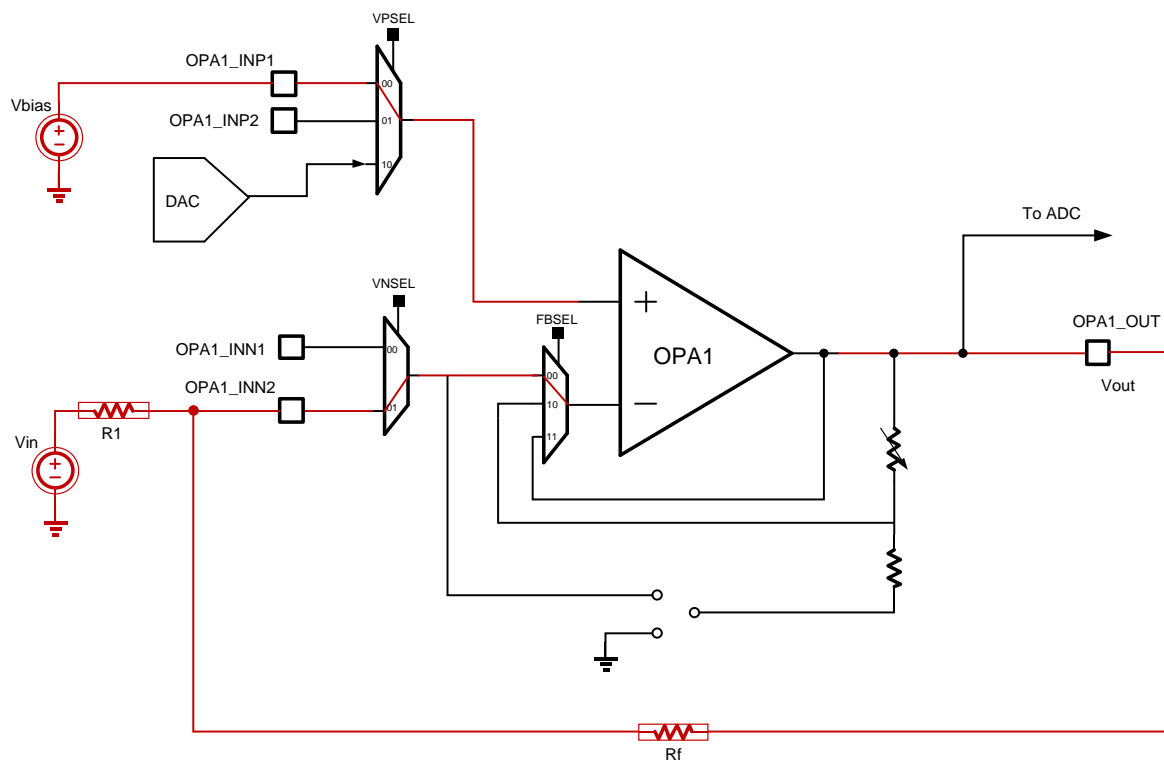 VPSEL
OPA1_INP1
00
Vbias
OPA1_INP2
01
10
DAC
To ADC
VNSEL
FBSEL
OPA1_INN1
00
OPA1_OUT
OPA1
OPA1_INN2
00
01
10
11
Vout
R1
Vin
Rf